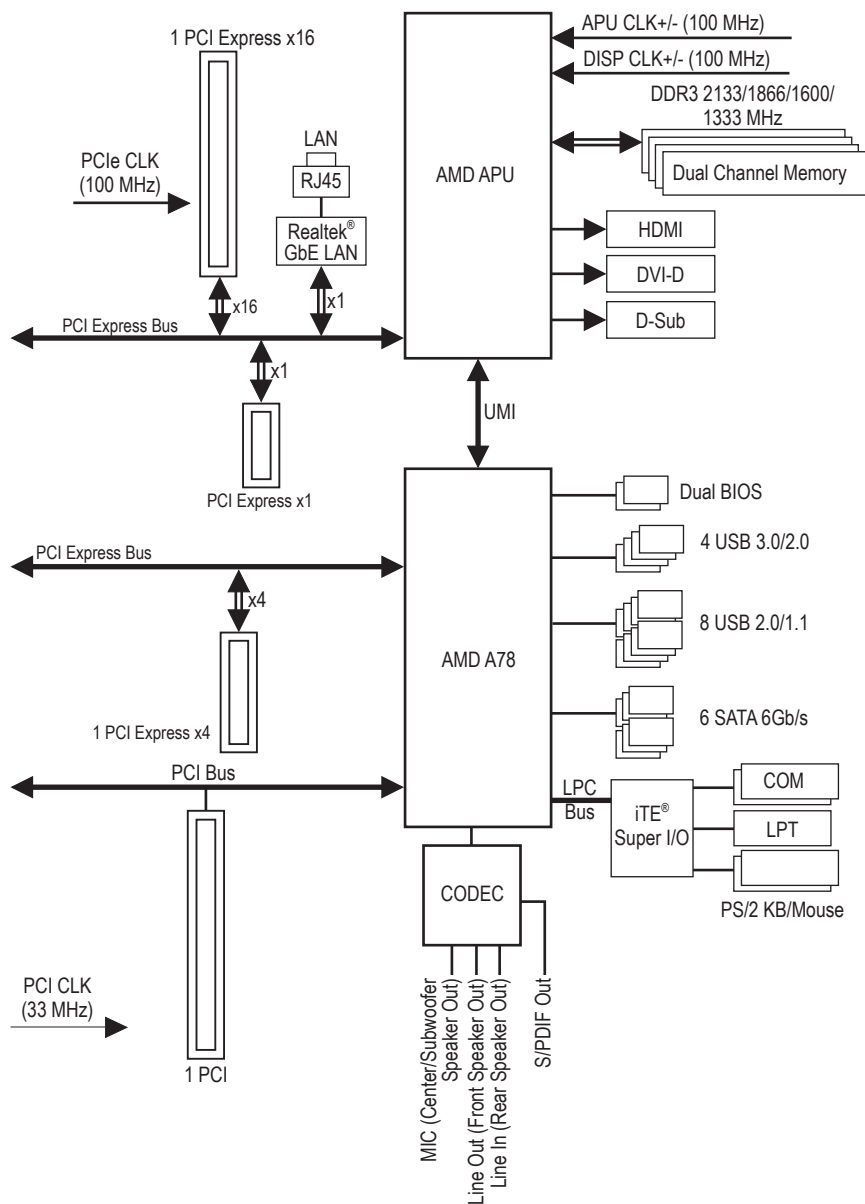 1 PCI Express x16
PCIe CLK
(100 MHz)
LAN
RJ45
Realtek®
GbE LAN
x16
x1
PCI Express Bus
x1
PCI Express x1
AMD APU
APU CLK+/- (100 MHz)
DISP CLK+/- (100 MHz)
DDR3 2133/1866/1600/
1333 MHz
Dual Channel Memory
HDMI
DVI-D
D-Sub
UMI
PCI Express Bus
x4
1 PCI Express x4
PCI Bus
AMD A78
Dual BIOS
4 USB 3.0/2.0
8 USB 2.0/1.1
6 SATA 6Gb/s
LPC
Bus
iTE®
Super I/O
COM
LPT
PS/2 KB/Mouse
CODEC
PCI CLK
(33 MHz)
1 PCI
MIC (Center/Subwoofer
Speaker Out)
Line Out (Front Speaker Out)
Line In (Rear Speaker Out)
S/PDIF Out